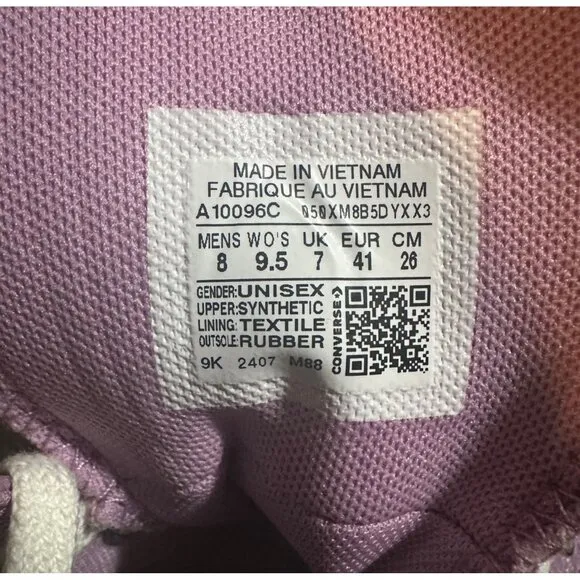 MADE IN VIETNAM
FABRIQUE AU VIETNAM
A10096C 050XM8B5DYXX3
MENS WO'S UK EUR CM
8 9.5 7 41 26
GENDER:UNISEX
UPPER:SYNTHETIC
LINING: TEXTILE
OUTSOLE:RUBBER
9K 2407 M88
CONVERSE